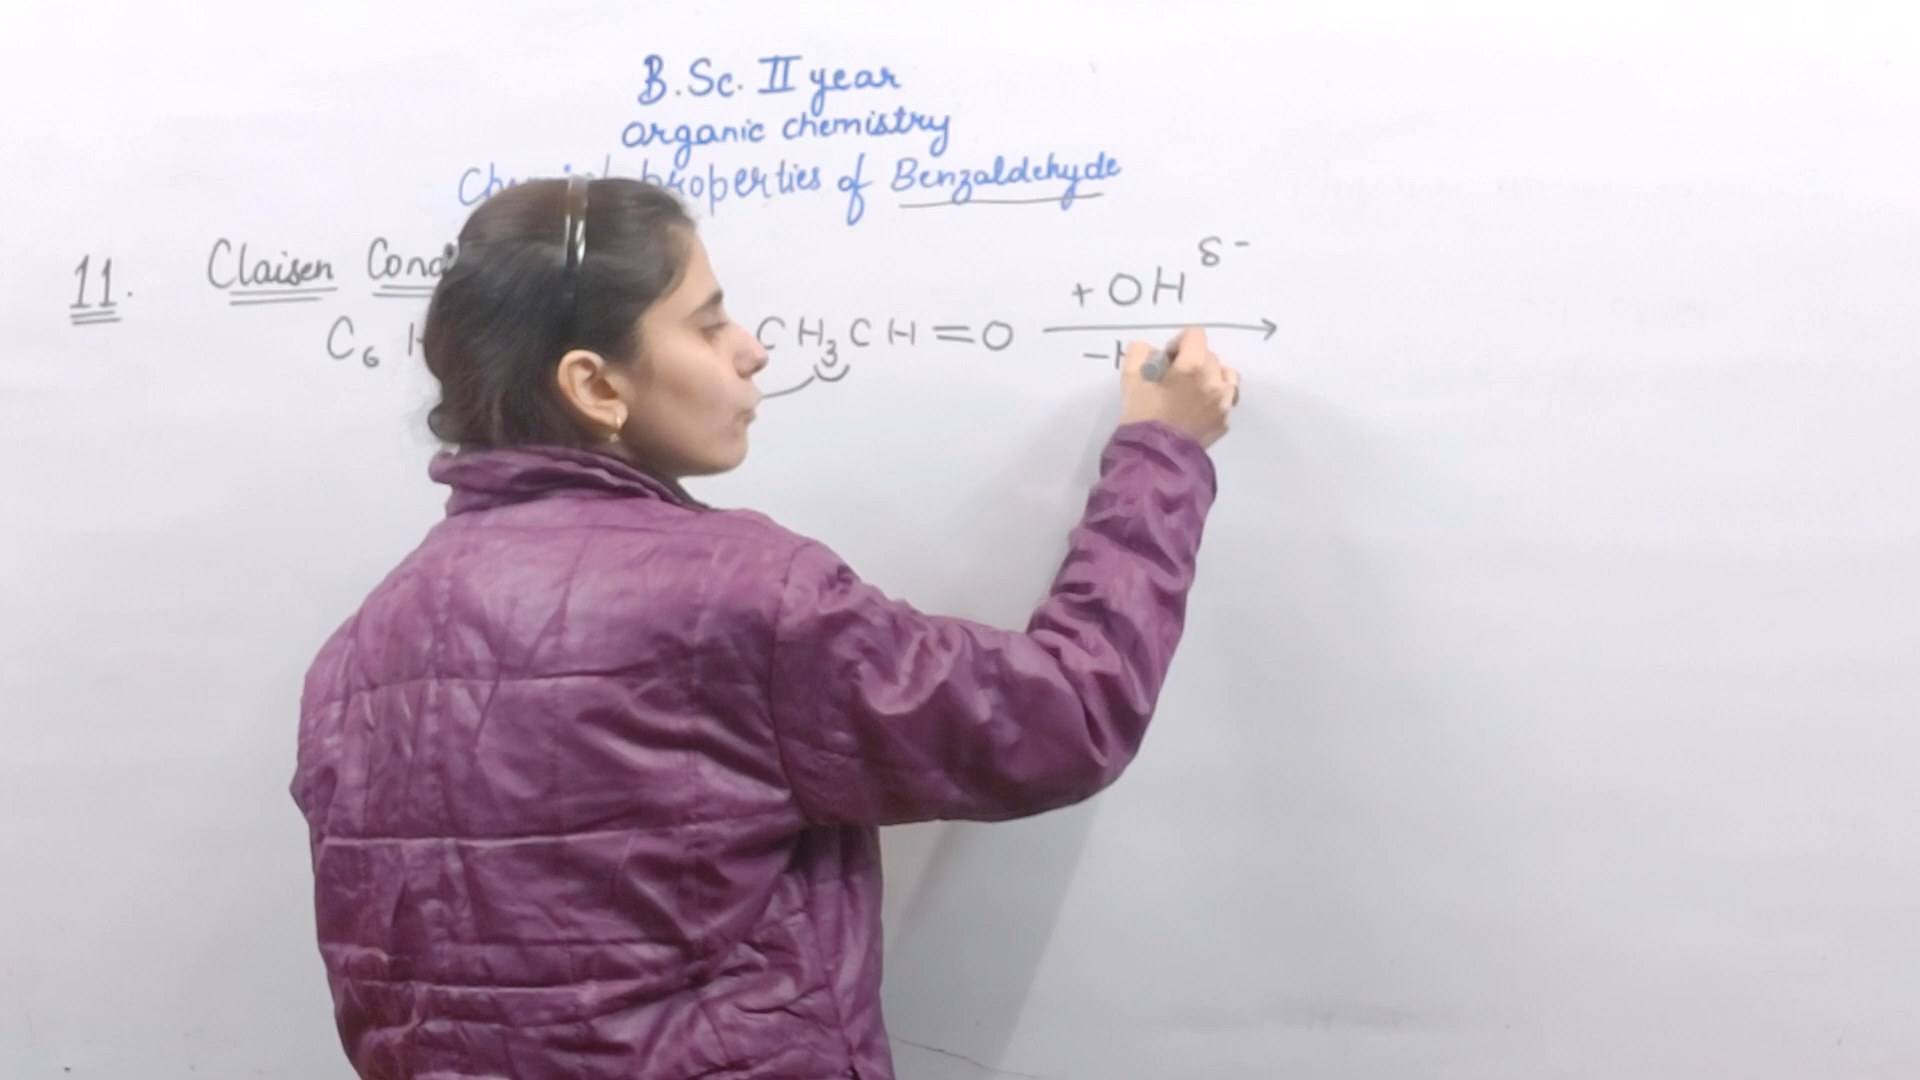 B.Sc. II year
organic chemistry
properties of Benzaldehyde
11. Claisen
C₆ H CH₃CH=O +OH δ-
-H